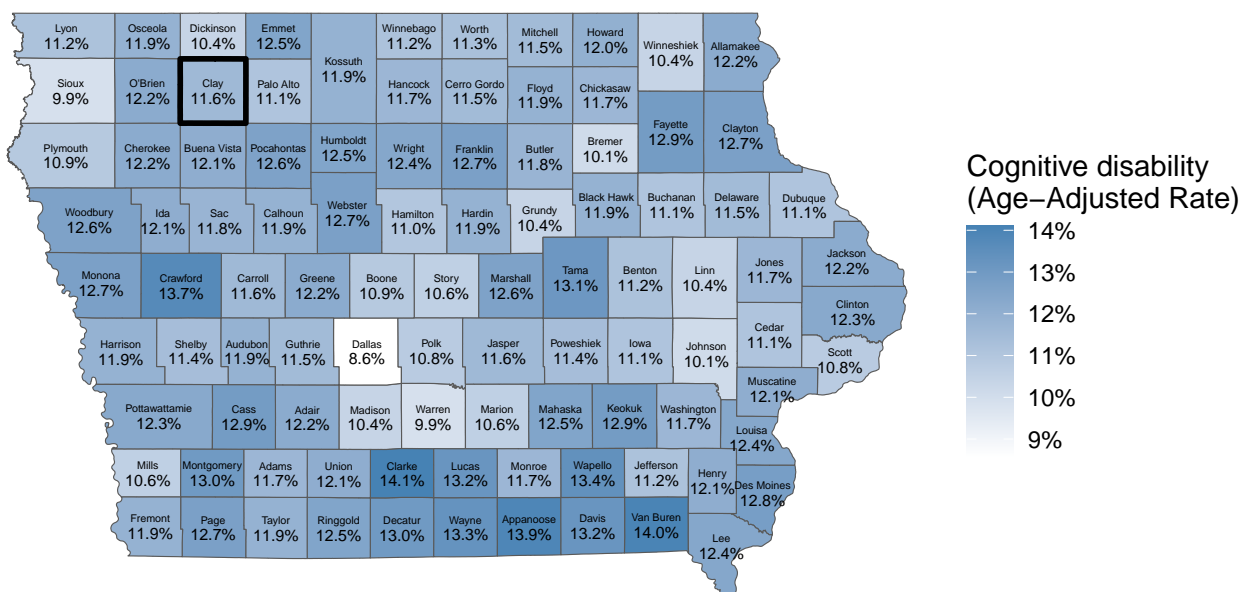 Lyon
11.2%
Osceola
11.9%
Dickinson
10.4%
Emmet
12.5%
Kossuth
11.9%
Winnebago
11.2%
Worth
11.3%
Mitchell
11.5%
Howard
12.0%
Winneshiek
10.4%
Allamakee
12.2%
Sioux
9.9%
O'Brien
12.2%
Clay
11.6%
Palo Alto
11.1%
Hancock
11.7%
Cerro Gordo
11.5%
Floyd
11.9%
Chickasaw
11.7%
Fayette
12.9%
Clayton
12.7%
Plymouth
10.9%
Cherokee
12.2%
Buena Vista
12.1%
Pocahontas
12.6%
Humboldt
12.5%
Wright
12.4%
Franklin
12.7%
Butler
11.8%
Bremer
10.1%
Woodbury
12.6%
Ida
12.1%
Sac
11.8%
Calhoun
11.9%
Webster
12.7%
Hamilton
11.0%
Hardin
11.9%
Grundy
10.4%
Black Hawk
11.9%
Buchanan
11.1%
Delaware
11.5%
Dubuque
11.1%
Monona
12.7%
Crawford
13.7%
Carroll
11.6%
Greene
12.2%
Boone
10.9%
Story
10.6%
Marshall
12.6%
Tama
13.1%
Benton
11.2%
Linn
10.4%
Jones
11.7%
Jackson
12.2%
Clinton
12.3%
Harrison
11.9%
Shelby
11.4%
Audubon
11.9%
Guthrie
11.5%
Dallas
8.6%
Polk
10.8%
Jasper
11.6%
Poweshiek
11.4%
Iowa
11.1%
Johnson
10.1%
Cedar
11.1%
Scott
10.8%
Muscatine
12.1%
Pottawattamie
12.3%
Cass
12.9%
Adair
12.2%
Madison
10.4%
Warren
9.9%
Marion
10.6%
Mahaska
12.5%
Keokuk
12.9%
Washington
11.7%
Louisa
12.4%
Mills
10.6%
Montgomery
13.0%
Adams
11.7%
Union
12.1%
Clarke
14.1%
Lucas
13.2%
Monroe
11.7%
Wapello
13.4%
Jefferson
11.2%
Henry
12.1%
Des Moines
12.8%
Fremont
11.9%
Page
12.7%
Taylor
11.9%
Ringgold
12.5%
Decatur
13.0%
Wayne
13.3%
Appanoose
13.9%
Davis
13.2%
Van Buren
14.0%
Lee
12.4%
Cognitive disability
(Age−Adjusted Rate)
14%
13%
12%
11%
10%
9%